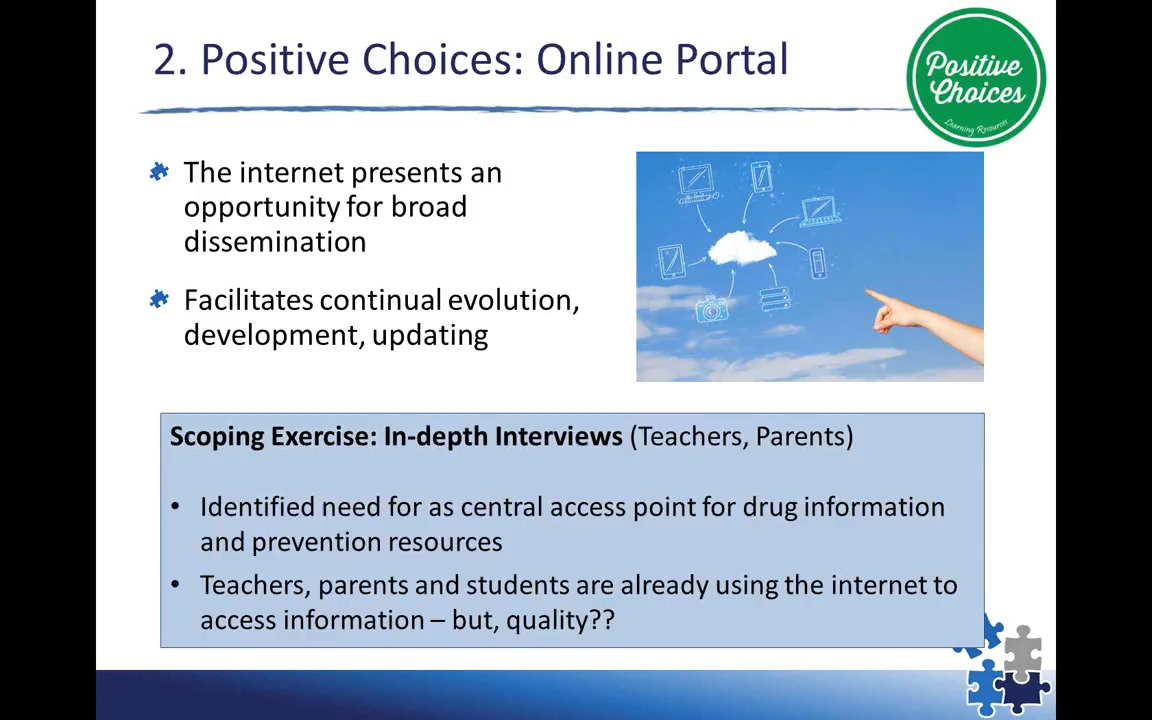 2. Positive Choices: Online Portal
Positive
Choices
Learning Resources
The internet presents an
opportunity for broad
dissemination
Facilitates continual evolution,
development, updating
Scoping Exercise: In-depth Interviews (Teachers, Parents)
• Identified need for as central access point for drug information
and prevention resources
• Teachers, parents and students are already using the internet to
access information – but, quality??